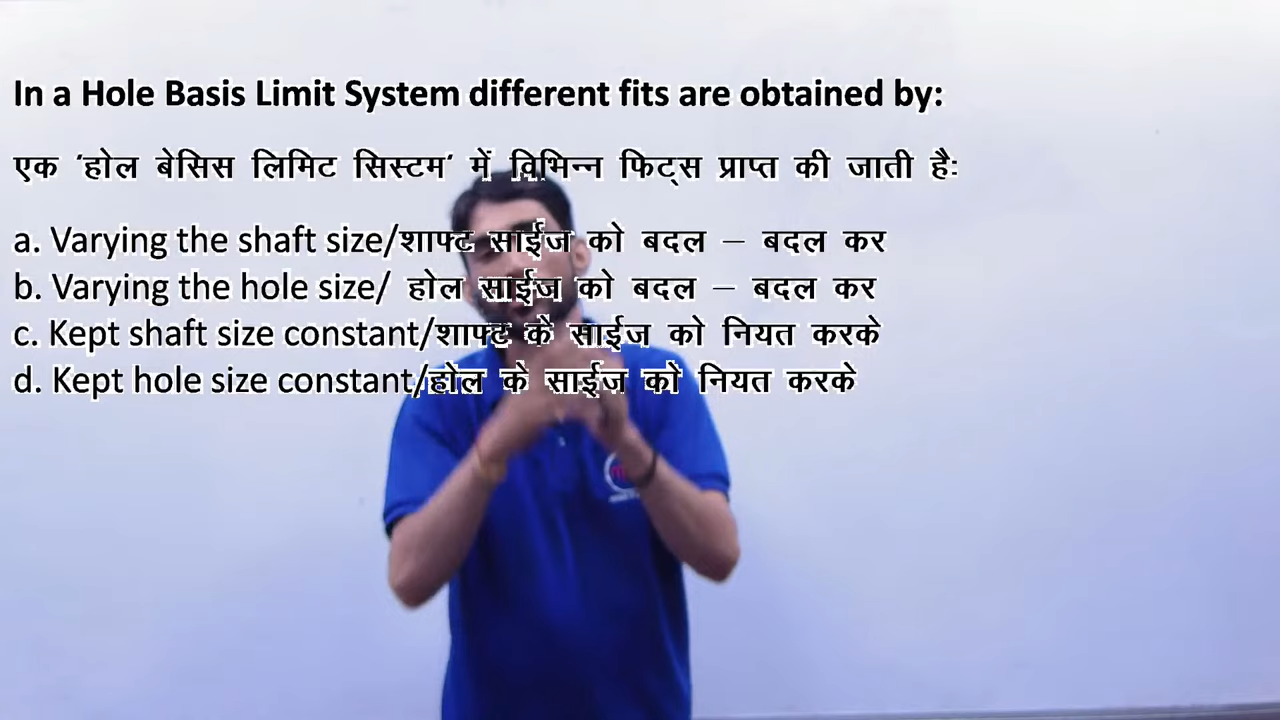 In a Hole Basis Limit System different fits are obtained by:
एक 'होल बेसिस लिमिट सिस्टम' में विभिन्न फिट्स प्राप्त की जाती है:
a. Varying the shaft size/शाफ्ट साईज को बदल – बदल कर
b. Varying the hole size/ होल साईज को बदल – बदल कर
c. Kept shaft size constant/शाफ्ट के साईज को नियत करके
d. Kept hole size constant/होल के साईज को नियत करके